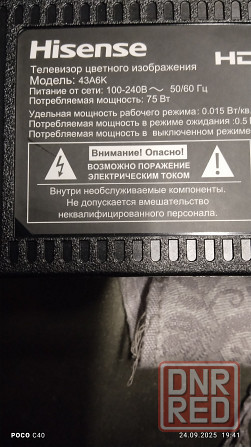 Hisense
HD
Телевизор цветного изображения
Модель: 43A6K
Питание от сети: 100-240В ~ 50/60 Гц
Потребляемая мощность: 75 Вт
Удельная мощность рабочего режима: 0.015 Вт/кв.
Потребляемая мощность в режиме ожидания :0.5
Потребляемая мощность в выключенном режиме
Внимание! Опасно!
ВОЗМОЖНО ПОРАЖЕНИЕ
ЭЛЕКТРИЧЕСКИМ ТОКОМ
Внутри необслуживаемые компоненты.
Не допускается вмешательство
неквалифицированного персонала.
DNR
RED
POCO C40
24.09.2025 19:41